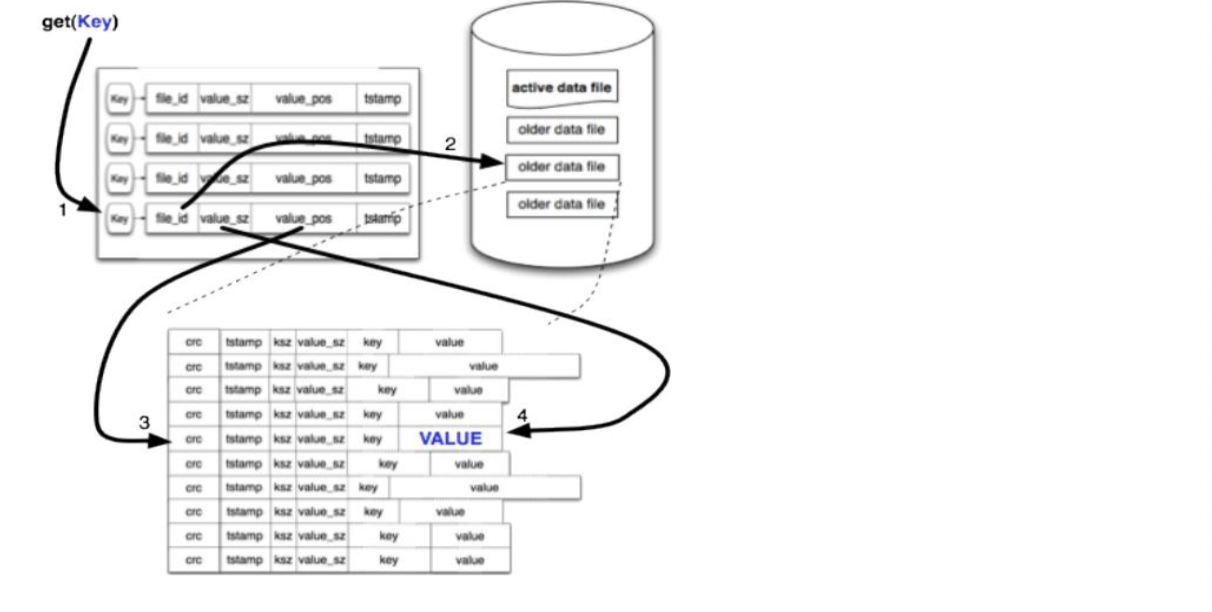 get(Key)
Key file_id value_sz value_pos tstamp
Key file_id value_sz value_pos tstamp
Key file_id value_sz value_pos tstamp
Key file_id value_sz value_pos tstamp
1
2
active data file
older data file
older data file
older data file
3
4
crc tstamp ksz value_sz key value
crc tstamp ksz value_sz key value
crc tstamp ksz value_sz key value
crc tstamp ksz value_sz key value
crc tstamp ksz value_sz key VALUE
crc tstamp ksz value_sz key value
crc tstamp ksz value_sz key value
crc tstamp ksz value_sz key value
crc tstamp ksz value_sz key value
crc tstamp ksz value_sz key value